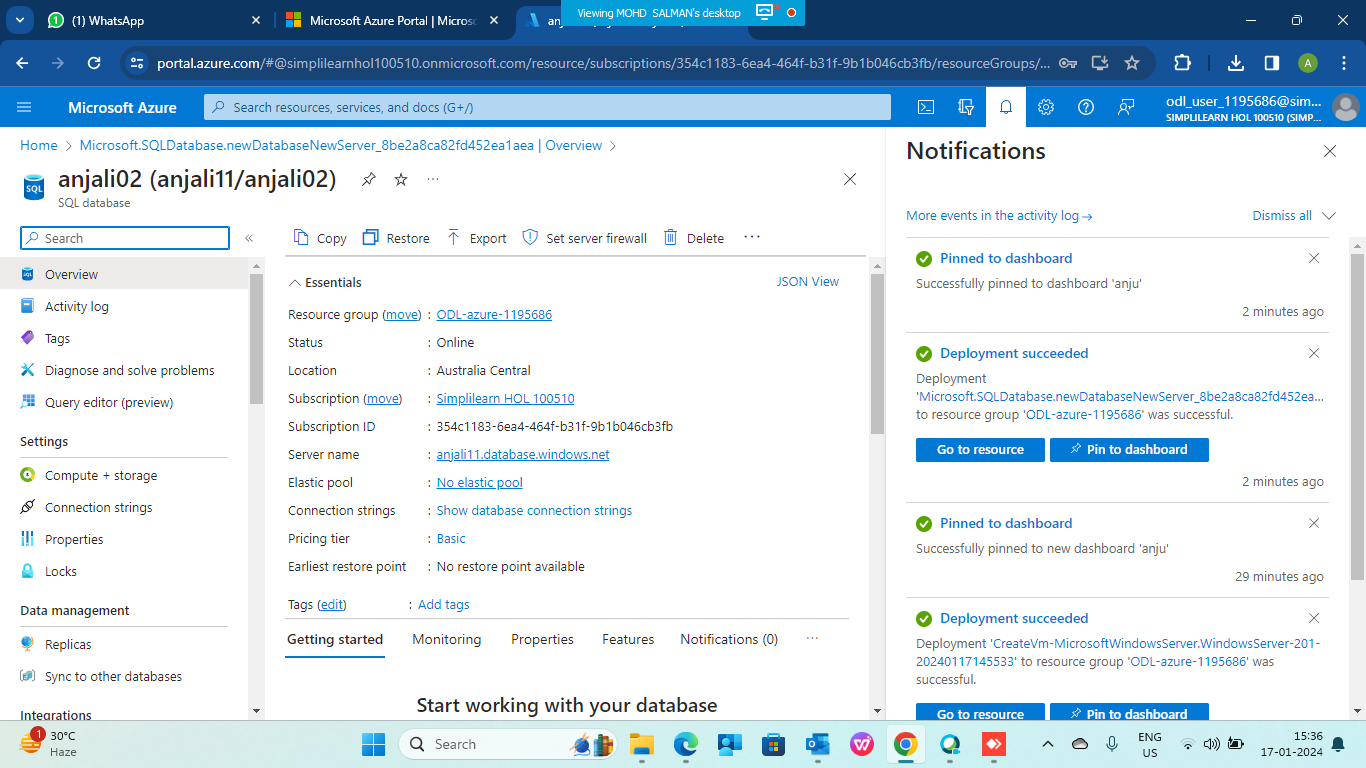 (1) WhatsApp
Microsoft Azure Portal | Micros
Viewing MOHD SALMAN's desktop
portal.azure.com/#@simplilearnhol100510.onmicrosoft.com/resource/subscriptions/354c1183-6ea4-464f-b31f-9b1b046cb3fb/resourceGroups/...
A
Microsoft Azure
Search resources, services, and docs (G+/)
odl_user_1195686@sim...
SIMPLILEARN HOL 100510 (SIMP...
Home > Microsoft.SQLDatabase.newDatabaseNewServer_8be2a8ca82fd452ea1aea | Overview >
SQL
anjali02 (anjali11/anjali02)
SQL database
Search
Overview
Activity log
Tags
Diagnose and solve problems
Query editor (preview)
Settings
Compute + storage
Connection strings
Properties
Locks
Data management
Replicas
Sync to other databases
Integrations
Copy Restore Export Set server firewall Delete ...
Essentials
JSON View
Resource group (move) : ODL-azure-1195686
Status : Online
Location : Australia Central
Subscription (move) : Simplilearn HOL 100510
Subscription ID : 354c1183-6ea4-464f-b31f-9b1b046cb3fb
Server name : anjali11.database.windows.net
Elastic pool : No elastic pool
Connection strings : Show database connection strings
Pricing tier : Basic
Earliest restore point : No restore point available
Tags (edit) : Add tags
Getting started Monitoring Properties Features Notifications (0) ...
Start working with your database
Notifications
More events in the activity log →
Dismiss all
Pinned to dashboard
Successfully pinned to dashboard 'anju'
2 minutes ago
Deployment succeeded
Deployment
'Microsoft.SQLDatabase.newDatabaseNewServer_8be2a8ca82fd452ea...
to resource group 'ODL-azure-1195686' was successful.
Go to resource
Pin to dashboard
2 minutes ago
Pinned to dashboard
Successfully pinned to new dashboard 'anju'
29 minutes ago
Deployment succeeded
Deployment 'CreateVm-MicrosoftWindowsServer.WindowsServer-201-
20240117145533' to resource group 'ODL-azure-1195686' was
successful.
Go to resource
Pin to dashboard
1
30°C
Haze
Search
ENG
US
15:36
17-01-2024